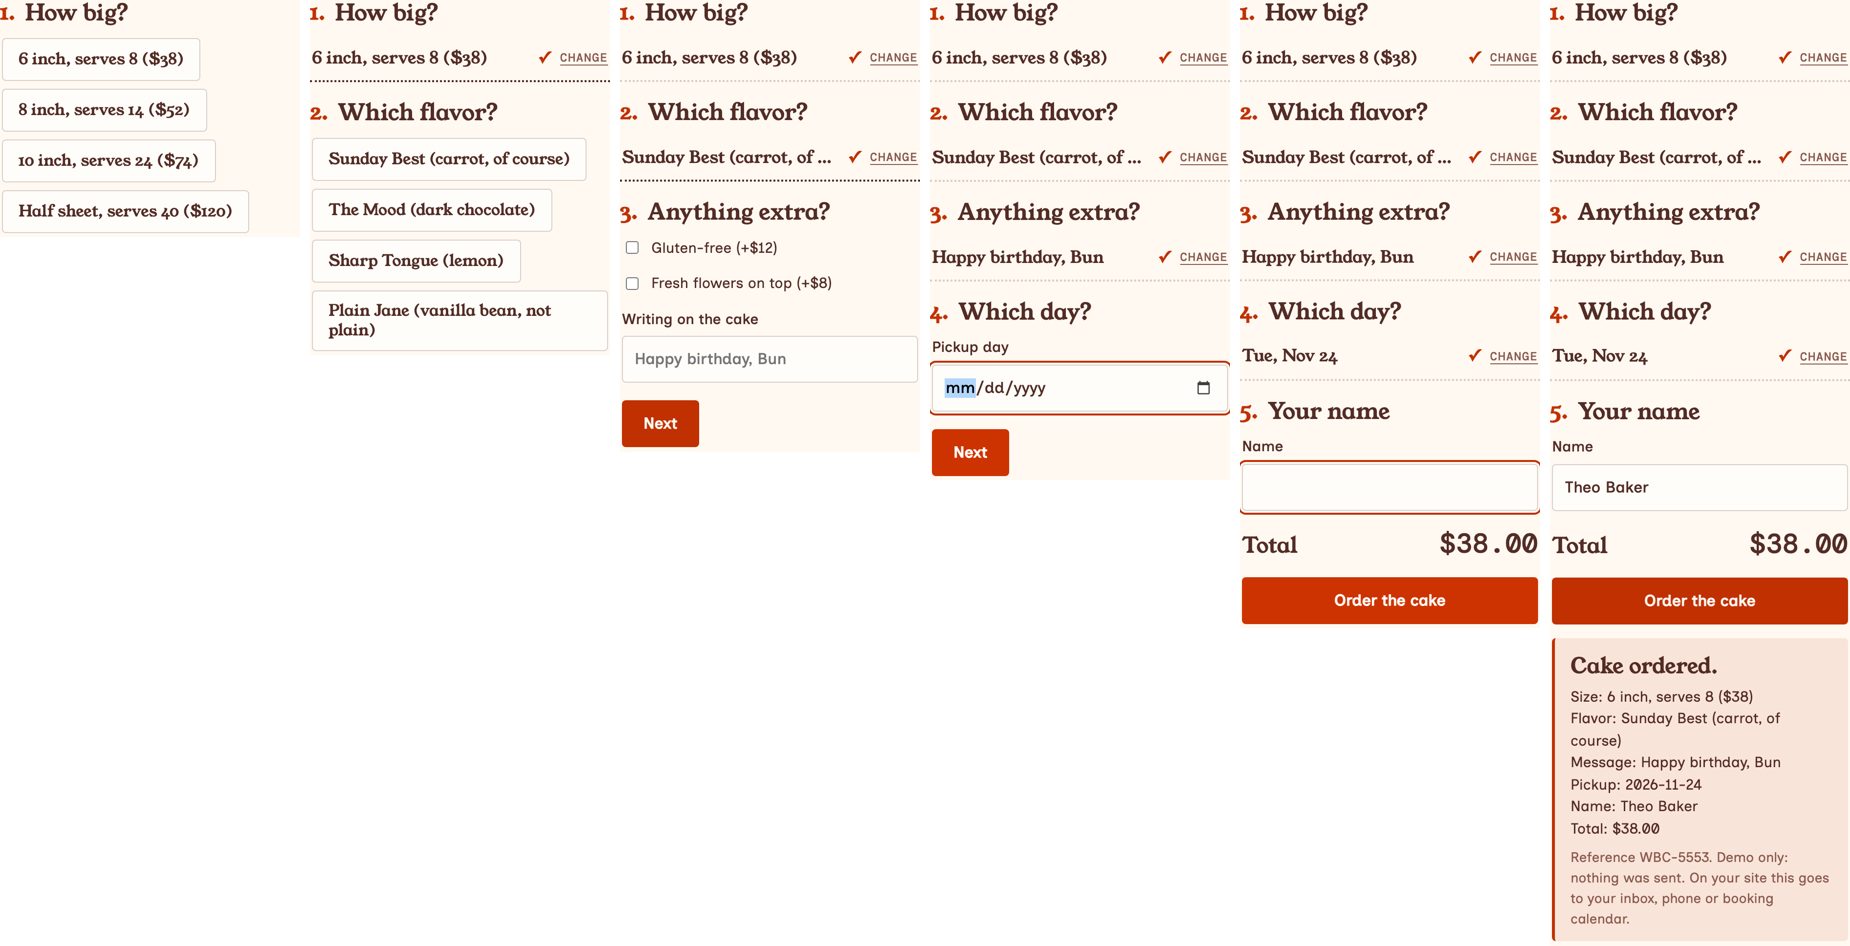 1. How big?
6 inch, serves 8 ($38)
8 inch, serves 14 ($52)
10 inch, serves 24 ($74)
Half sheet, serves 40 ($120)
1. How big?
6 inch, serves 8 ($38) ✓ CHANGE
2. Which flavor?
Sunday Best (carrot, of course)
The Mood (dark chocolate)
Sharp Tongue (lemon)
Plain Jane (vanilla bean, not
plain)
1. How big?
6 inch, serves 8 ($38) ✓ CHANGE
2. Which flavor?
Sunday Best (carrot, of ... ✓ CHANGE
3. Anything extra?
Gluten-free (+$12)
Fresh flowers on top (+$8)
Writing on the cake
Happy birthday, Bun
Next
1. How big?
6 inch, serves 8 ($38) ✓ CHANGE
2. Which flavor?
Sunday Best (carrot, of ... ✓ CHANGE
3. Anything extra?
Happy birthday, Bun ✓ CHANGE
4. Which day?
Pickup day
mm/dd/yyyy
Next
1. How big?
6 inch, serves 8 ($38) ✓ CHANGE
2. Which flavor?
Sunday Best (carrot, of ... ✓ CHANGE
3. Anything extra?
Happy birthday, Bun ✓ CHANGE
4. Which day?
Tue, Nov 24 ✓ CHANGE
5. Your name
Name
Total $38.00
Order the cake
1. How big?
6 inch, serves 8 ($38) ✓ CHANGE
2. Which flavor?
Sunday Best (carrot, of ... ✓ CHANGE
3. Anything extra?
Happy birthday, Bun ✓ CHANGE
4. Which day?
Tue, Nov 24 ✓ CHANGE
5. Your name
Name
Theo Baker
Total $38.00
Order the cake
Cake ordered.
Size: 6 inch, serves 8 ($38)
Flavor: Sunday Best (carrot, of
course)
Message: Happy birthday, Bun
Pickup: 2026-11-24
Name: Theo Baker
Total: $38.00
Reference WBC-5553. Demo only:
nothing was sent. On your site this goes
to your inbox, phone or booking
calendar.